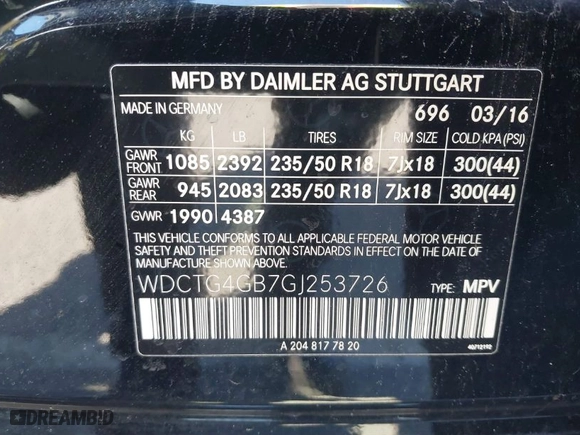 MFD BY DAIMLER AG STUTTGART
MADE IN GERMANY 696 03/16
KG LB TIRES RIM SIZE COLD KPA (PSI)
GAWR FRONT 1085 2392 235/50 R18 7Jx18 300(44)
GAWR REAR 945 2083 235/50 R18 7Jx18 300(44)
GVWR 1990 4387
THIS VEHICLE CONFORMS TO ALL APPLICABLE FEDERAL MOTOR VEHICLE
SAFETY AND THEFT PREVENTION STANDARDS IN EFFECT ON THE DATE
OF MANUFACTURE SHOWN ABOVE.
WDCTG4GB7GJ253726 TYPE: MPV
A 204 817 78 20
40712192
DREAMBID